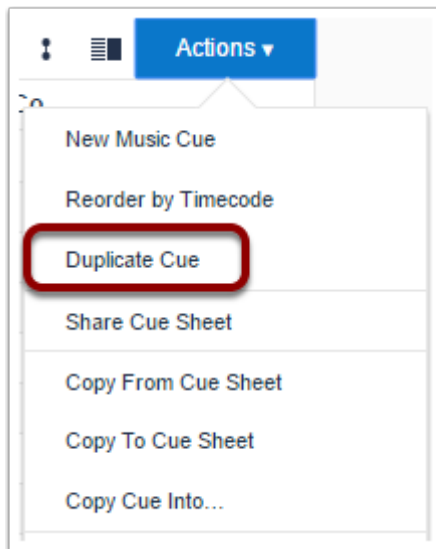 Actions ▾
New Music Cue
Reorder by Timecode
Duplicate Cue
Share Cue Sheet
Copy From Cue Sheet
Copy To Cue Sheet
Copy Cue Into...